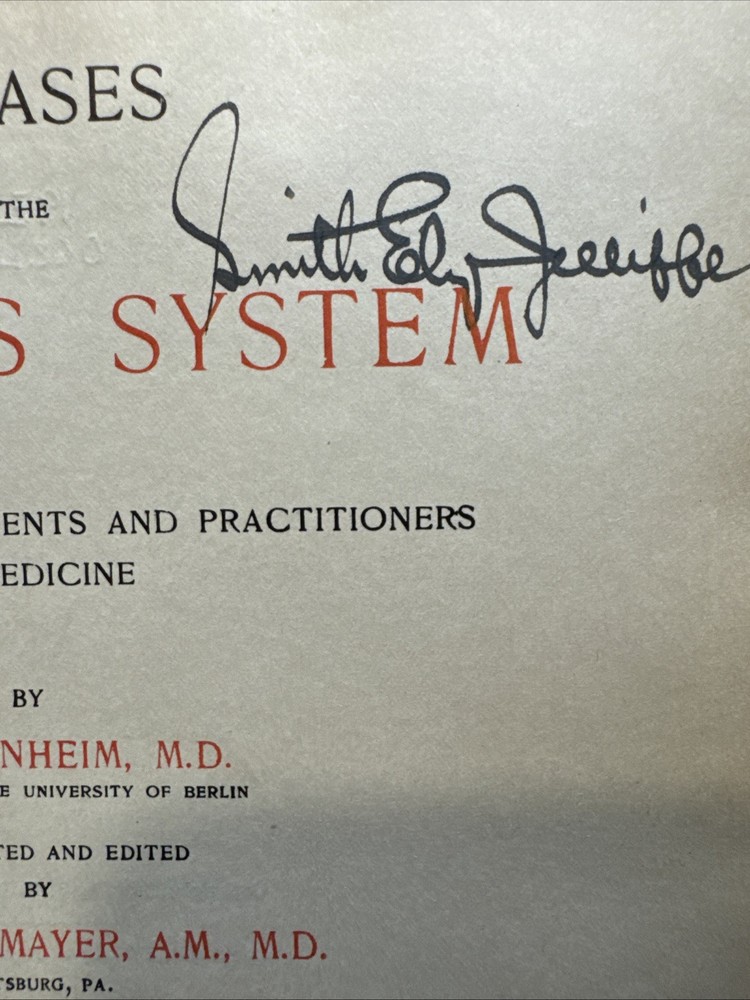 ASES
Smith Ely Jelliffe
THE
S SYSTEM
ENTS AND PRACTITIONERS
EDICINE
BY
NHEIM, M.D.
E UNIVERSITY OF BERLIN
TED AND EDITED
BY
MAYER, A.M., M.D.
TSBURG, PA.